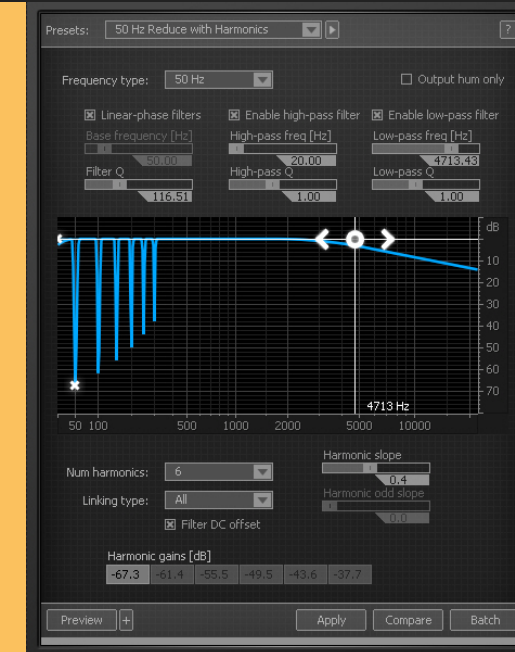 Presets: 50 Hz Reduce with Harmonics ?
Frequency type: 50 Hz Output hum only
Linear-phase filters Enable high-pass filter Enable low-pass filter
Base frequency [Hz] High-pass freq [Hz] Low-pass freq [Hz]
50.00 20.00 4713.43
Filter Q High-pass Q Low-pass Q
116.51 1.00 1.00
dB
10
20
30
40
50
60
70
4713 Hz
50 100 500 1000 2000 5000 10000
Harmonic slope
Num harmonics: 6 0.4
Harmonic odd slope
Linking type: All 0.0
Filter DC offset
Harmonic gains [dB]
-67.3 -61.4 -55.5 -49.5 -43.6 -37.7
Preview + Apply Compare Batch